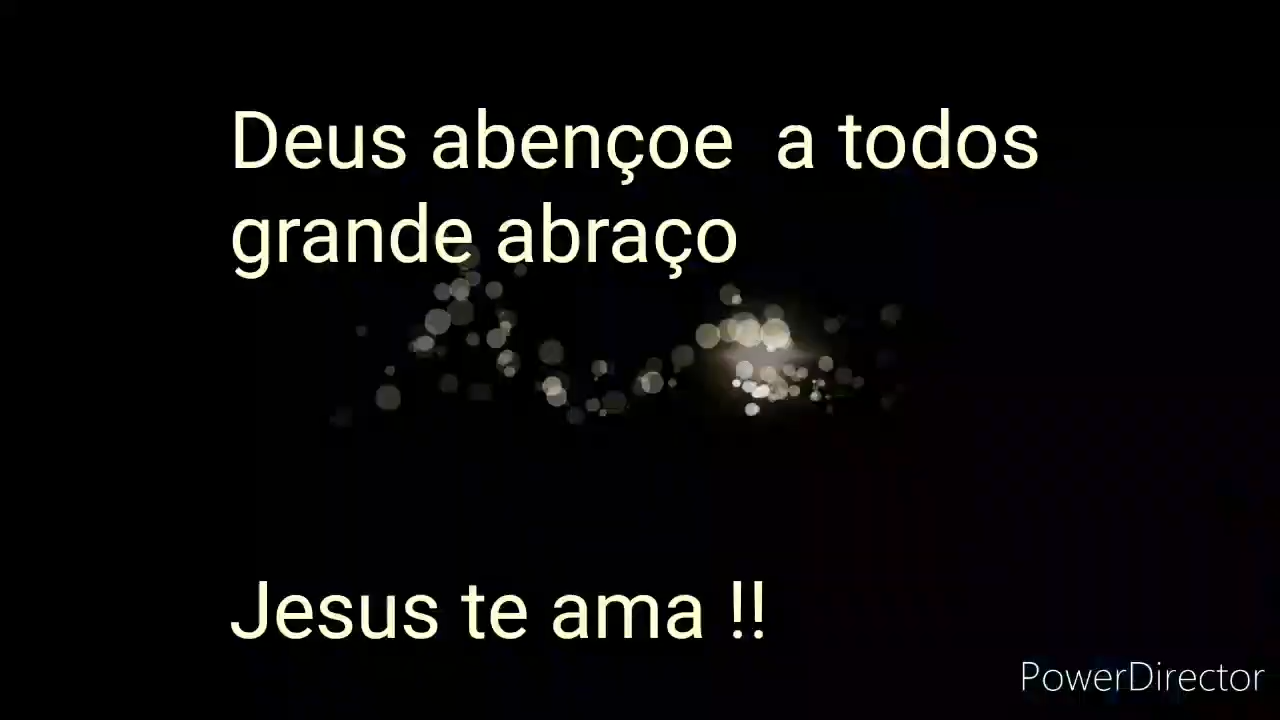 Deus abençoe a todos
grande abraço
Jesus te ama !!
PowerDirector